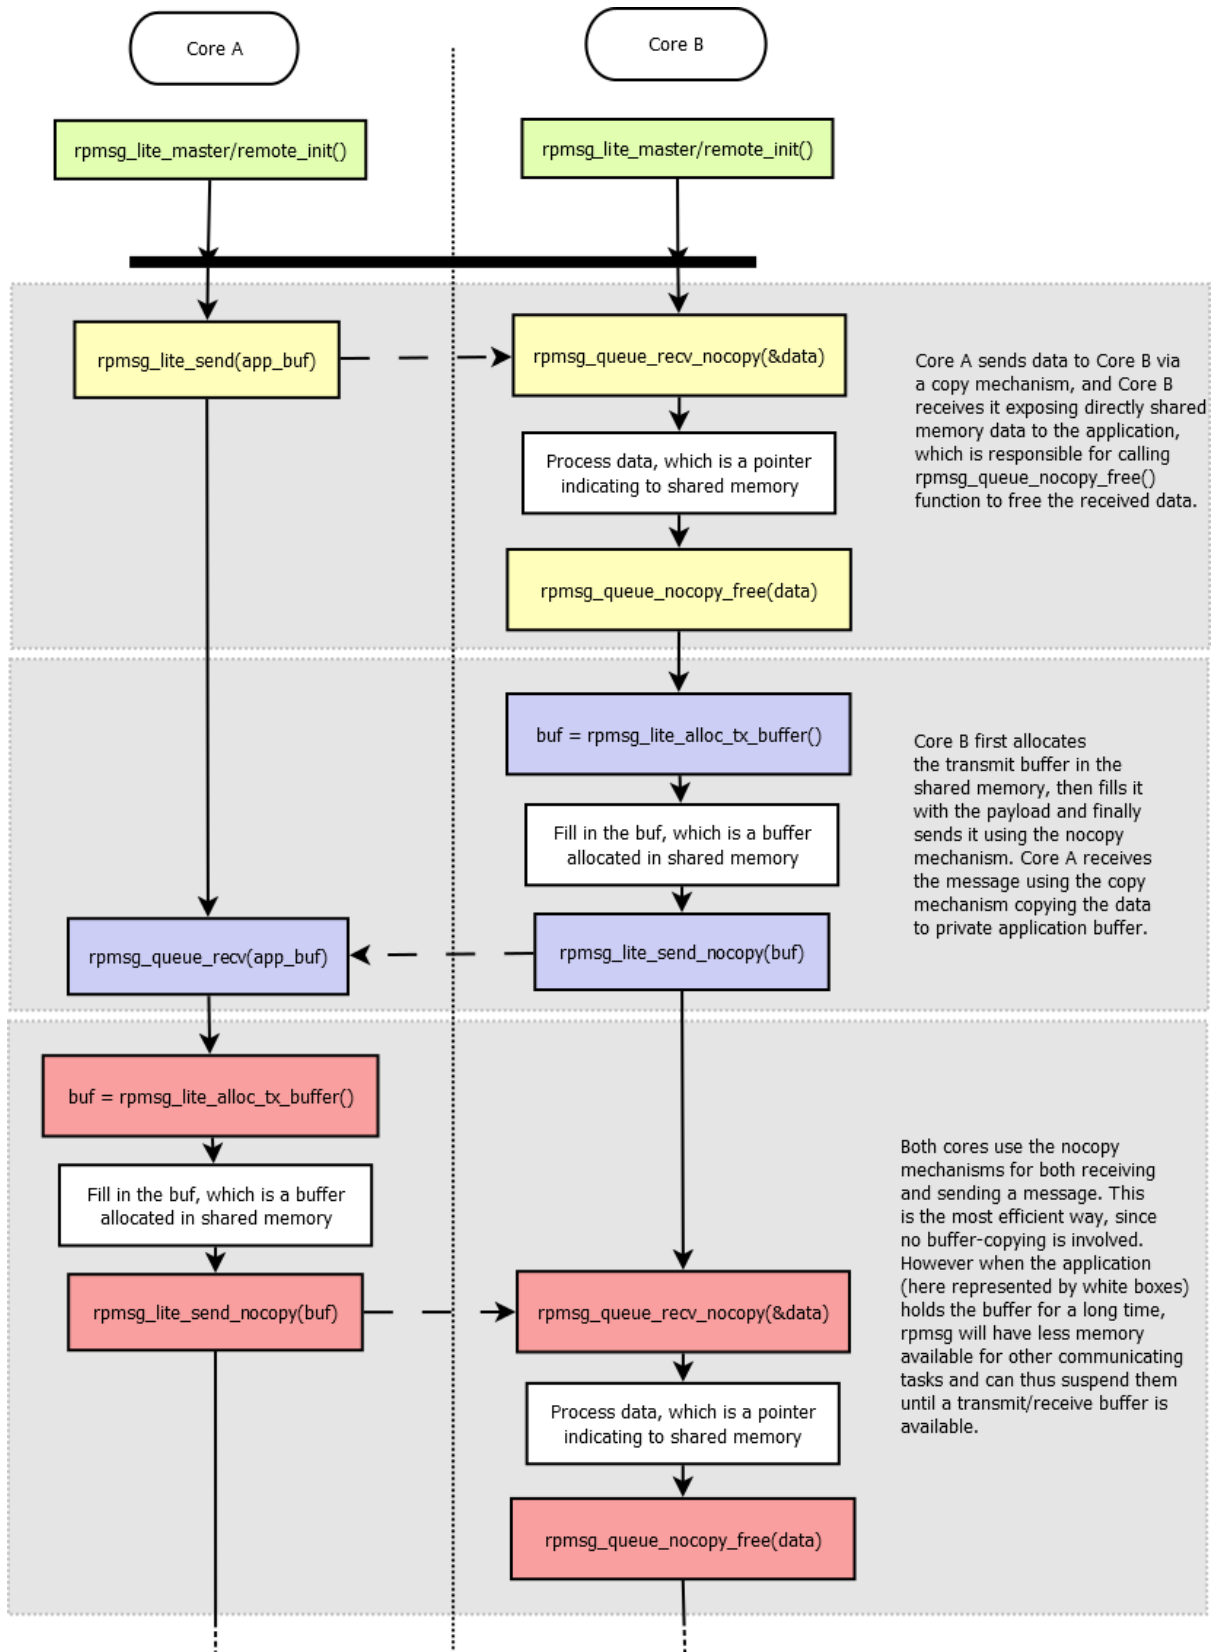 Core A
Core B
rpmsg_lite_master/remote_init()
rpmsg_lite_master/remote_init()
rpmsg_lite_send(app_buf)
rpmsg_queue_recv_nocopy(&data)
Process data, which is a pointer
indicating to shared memory
rpmsg_queue_nocopy_free(data)
Core A sends data to Core B via
a copy mechanism, and Core B
receives it exposing directly shared
memory data to the application,
which is responsible for calling
rpmsg_queue_nocopy_free()
function to free the received data.
buf = rpmsg_lite_alloc_tx_buffer()
Fill in the buf, which is a buffer
allocated in shared memory
rpmsg_queue_recv(app_buf)
rpmsg_lite_send_nocopy(buf)
Core B first allocates
the transmit buffer in the
shared memory, then fills it
with the payload and finally
sends it using the nocopy
mechanism. Core A receives
the message using the copy
mechanism copying the data
to private application buffer.
buf = rpmsg_lite_alloc_tx_buffer()
Fill in the buf, which is a buffer
allocated in shared memory
rpmsg_lite_send_nocopy(buf)
rpmsg_queue_recv_nocopy(&data)
Process data, which is a pointer
indicating to shared memory
rpmsg_queue_nocopy_free(data)
Both cores use the nocopy
mechanisms for both receiving
and sending a message. This
is the most efficient way, since
no buffer-copying is involved.
However when the application
(here represented by white boxes)
holds the buffer for a long time,
rpmsg will have less memory
available for other communicating
tasks and can thus suspend them
until a transmit/receive buffer is
available.